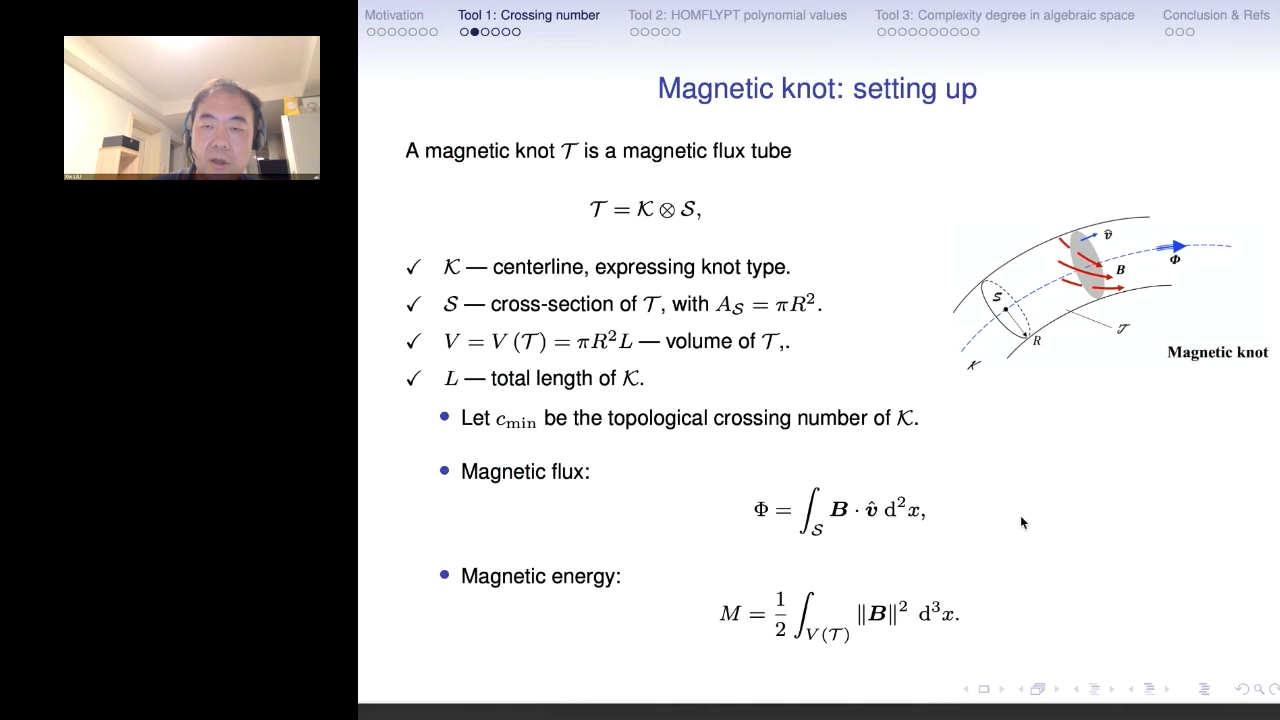 Motivation
Tool 1: Crossing number
Tool 2: HOMFLYPT polynomial values
Tool 3: Complexity degree in algebraic space
Conclusion & Refs
Xin LIU
Magnetic knot: setting up
A magnetic knot 𝒯 is a magnetic flux tube
𝒯 = 𝒦 ⊗ 𝒮,
✓ 𝒦 — centerline, expressing knot type.
✓ 𝒮 — cross-section of 𝒯, with A_𝒮 = πR².
✓ V = V (𝒯) = πR²L — volume of 𝒯,.
✓ L — total length of 𝒦.
• Let c_min be the topological crossing number of 𝒦.
• Magnetic flux:
Φ = ∫_𝒮 B · v̂ d²x,
• Magnetic energy:
M = 1/2 ∫_V(𝒯) ‖B‖² d³x.
v̂
Φ
B
S
R
𝒯
𝒦
Magnetic knot